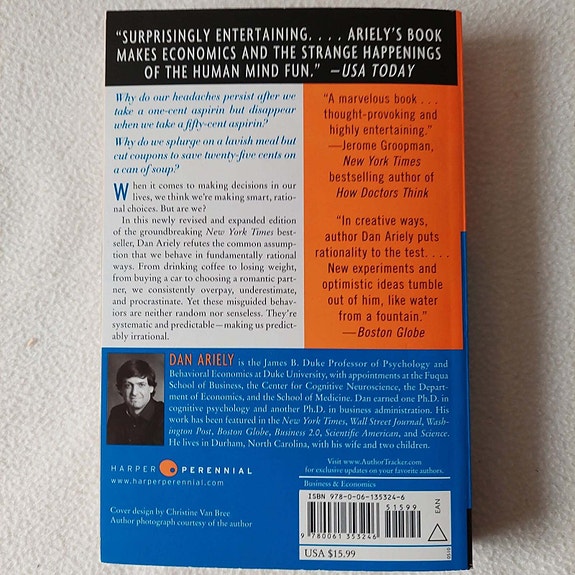 “SURPRISINGLY ENTERTAINING. . . . ARIELY’S BOOK
MAKES ECONOMICS AND THE STRANGE HAPPENINGS
OF THE HUMAN MIND FUN.” —USA TODAY
Why do our headaches persist after we
take a one-cent aspirin but disappear
when we take a fifty-cent aspirin?
Why do we splurge on a lavish meal but
cut coupons to save twenty-five cents on
a can of soup?
When it comes to making decisions in our
lives, we think we’re making smart, ratio-
nal choices. But are we?
In this newly revised and expanded edition
of the groundbreaking New York Times best-
seller, Dan Ariely refutes the common assump-
tion that we behave in fundamentally rational
ways. From drinking coffee to losing weight,
from buying a car to choosing a romantic part-
ner, we consistently overpay, underestimate,
and procrastinate. Yet these misguided behav-
iors are neither random nor senseless. They’re
systematic and predictable—making us predict-
ably irrational.
“A marvelous book . . .
thought-provoking and
highly entertaining.”
—Jerome Groopman,
New York Times
bestselling author of
How Doctors Think
“In creative ways,
author Dan Ariely puts
rationality to the test. . . .
New experiments and
optimistic ideas tumble
out of him, like water
from a fountain.”
—Boston Globe
DAN ARIELY is the James B. Duke Professor of Psychology and
Behavioral Economics at Duke University, with appointments at the Fuqua
School of Business, the Center for Cognitive Neuroscience, the Depart-
ment of Economics, and the School of Medicine. Dan earned one Ph.D. in
cognitive psychology and another Ph.D. in business administration. His
work has been featured in the New York Times, Wall Street Journal, Wash-
ington Post, Boston Globe, Business 2.0, Scientific American, and Science.
He lives in Durham, North Carolina, with his wife and two children.
HARPER PERENNIAL
www.harperperennial.com
Cover design by Christine Van Bree
Author photograph courtesy of the author
Visit www.AuthorTracker.com
for exclusive updates on your favorite authors.
Business & Economics
ISBN 978-0-06-135324-6
51599
9 780061 353246
EAN
USA $15.99
0510